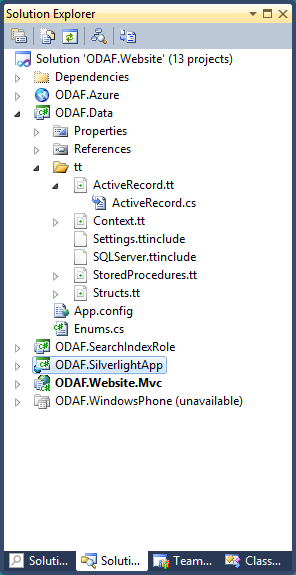 Solution Explorer
Solution 'ODAF.Website' (13 projects)
Dependencies
ODAF.Azure
ODAF.Data
Properties
References
tt
ActiveRecord.tt
ActiveRecord.cs
Context.tt
Settings.ttinclude
SQLServer.ttinclude
StoredProcedures.tt
Structs.tt
App.config
Enums.cs
ODAF.SearchIndexRole
ODAF.SilverlightApp
ODAF.Website.Mvc
ODAF.WindowsPhone (unavailable)
Soluti... Soluti... Team... Class...